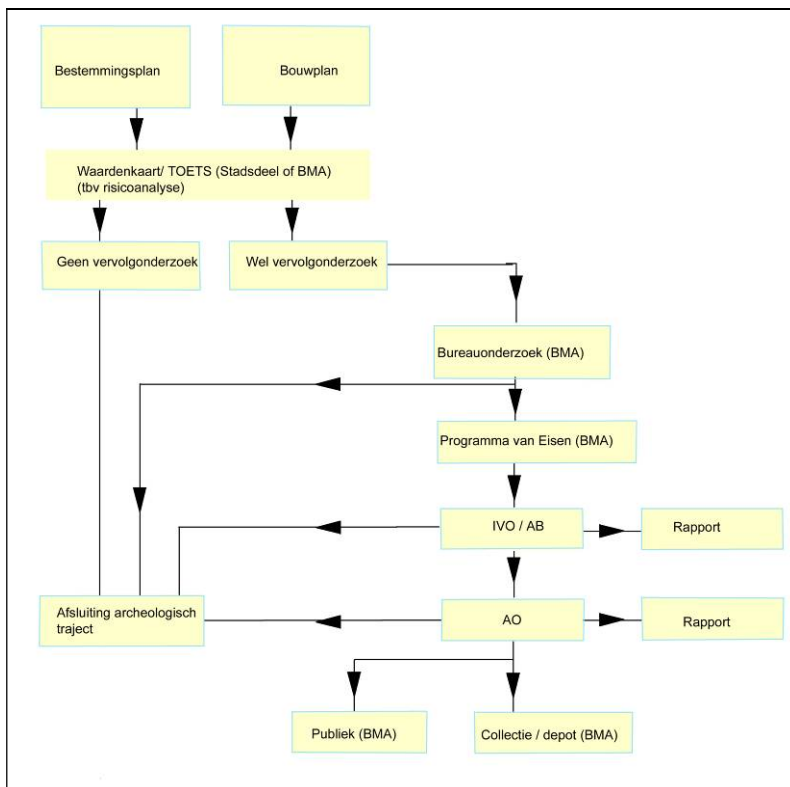 Bestemmingsplan
Bouwplan
Waardenkaart/ TOETS (Stadsdeel of BMA)
(tbv risicoanalyse)
Geen vervolgonderzoek
Wel vervolgonderzoek
Bureauonderzoek (BMA)
Programma van Eisen (BMA)
IVO / AB
Rapport
Afsluiting archeologisch
traject
AO
Rapport
Publiek (BMA)
Collectie / depot (BMA)